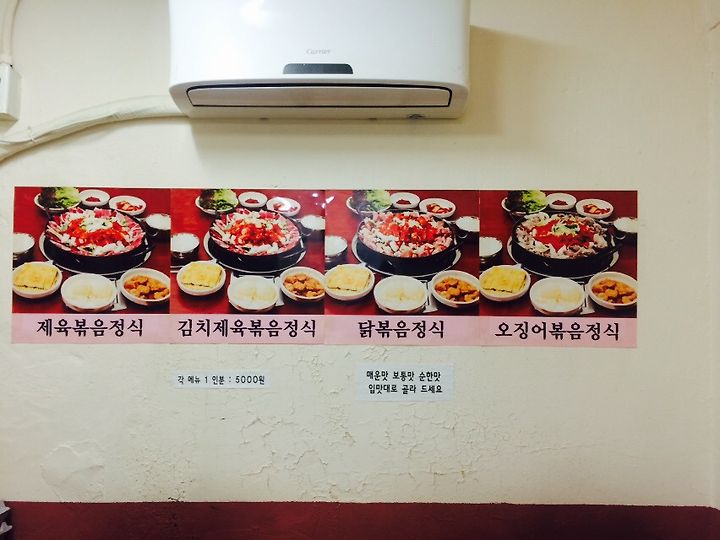 Carrier
제육볶음정식
김치제육볶음정식
닭볶음정식
오징어볶음정식
각 메뉴 1 인분 : 5000원
매운맛 보통맛 순한맛
입맛대로 골라 드세요